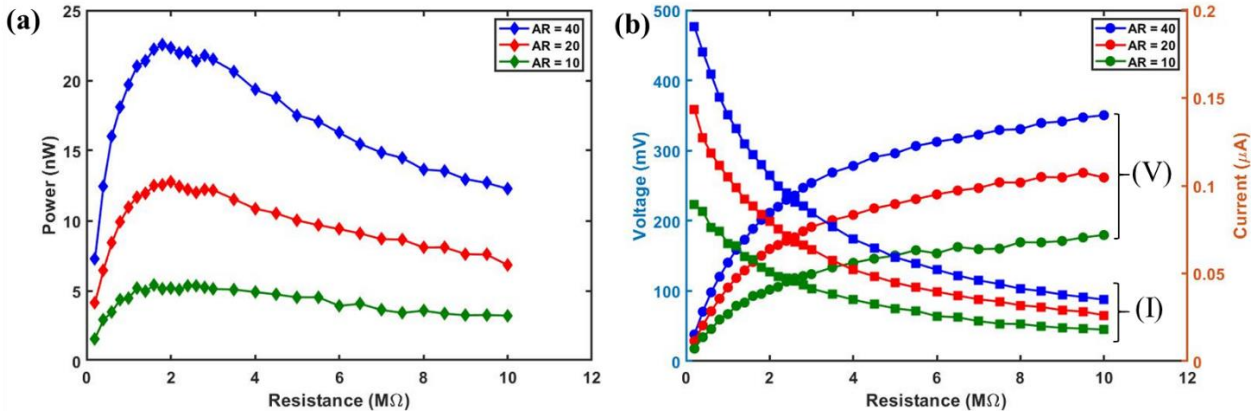 (a)
25
20
15
10
5
0
Power (nW)
AR = 40
AR = 20
AR = 10
0 2 4 6 8 10 12
Resistance (MΩ)
(b)
500
400
300
200
100
0
Voltage (mV)
AR = 40
AR = 20
AR = 10
(V)
(I)
0.2
0.15
0.1
0.05
0
Current (μA)
0 2 4 6 8 10 12
Resistance (MΩ)